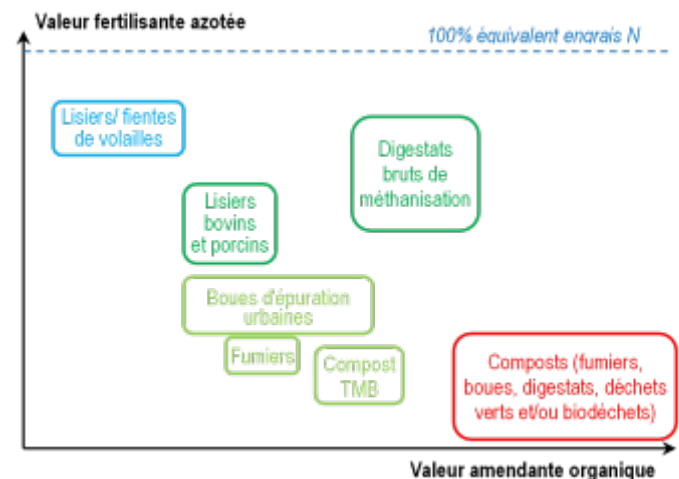 Valeur fertilisante azotée
100% équivalent engrais N
Lisiers/ fientes
de volailles
Digestats
bruts de
méthanisation
Lisiers
bovins
et porcins
Boues d'épuration
urbaines
Fumiers
Compost
TMB
Composts (fumiers,
boues, digestats, déchets
verts et/ou biodéchets)
Valeur amendante organique